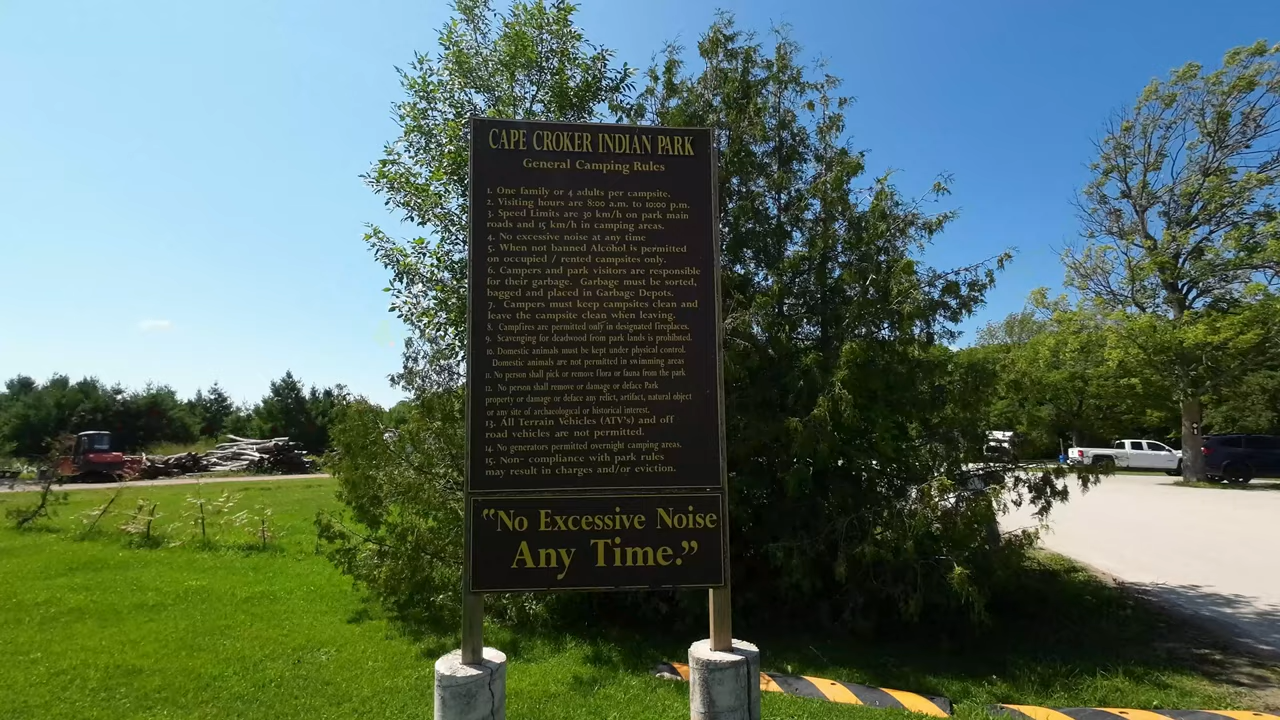 CAPE CROKER INDIAN PARK
General Camping Rules
1. One family or 4 adults per campsite.
2. Visiting hours are 8:00 a.m. to 10:00 p.m.
3. Speed Limits are 30 km/h on park main
roads and 15 km/h in camping areas.
4. No excessive noise at any time
5. When not banned Alcohol is permitted
on occupied / rented campsites only.
6. Campers and park visitors are responsible
for their garbage. Garbage must be sorted,
bagged and placed in Garbage Depots.
7. Campers must keep campsites clean and
leave the campsite clean when leaving.
8. Campfires are permitted only in designated fireplaces.
9. Scavenging for deadwood from park lands is prohibited.
10. Domestic animals must be kept under physical control.
Domestic animals are not permitted in swimming areas
11. No person shall pick or remove flora or fauna from the park
12. No person shall remove or damage or deface Park
property or damage or deface any relict, artifact, natural object
or any site of archaeological or historical interest.
13. All Terrain Vehicles (ATV's) and off
road vehicles are not permitted.
14. No generators permitted overnight camping areas.
15. Non- compliance with park rules
may result in charges and/or eviction.
“No Excessive Noise
Any Time.”